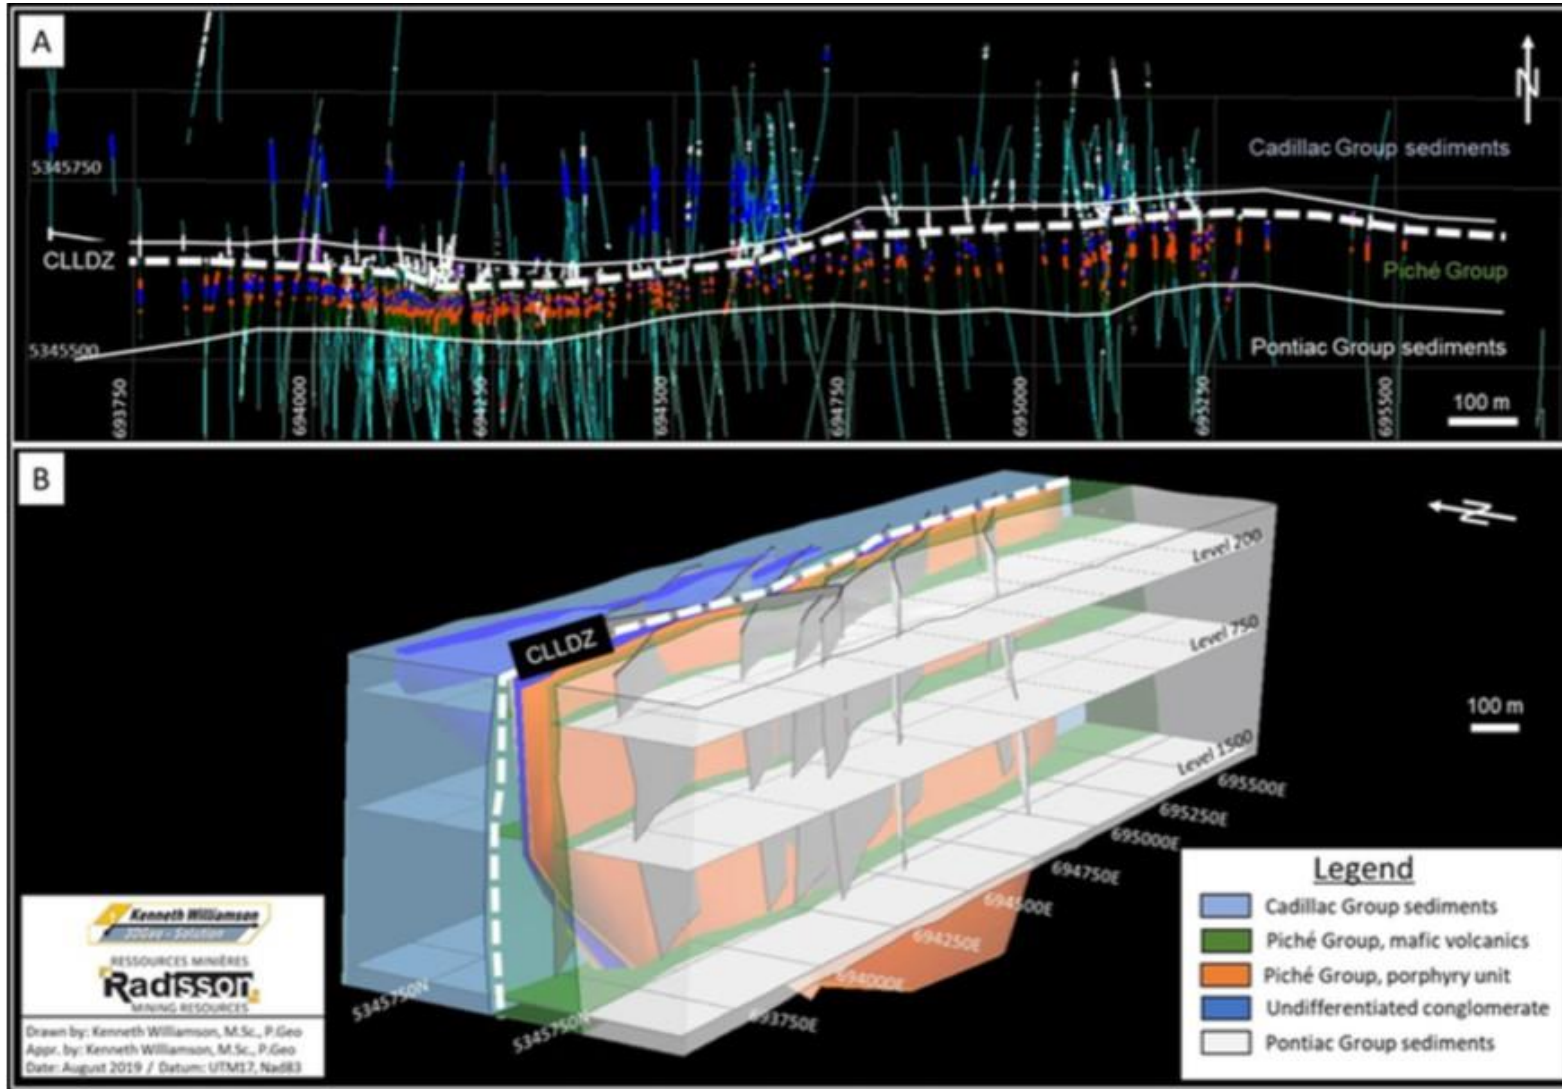 A
N
Cadillac Group sediments
5345750
CLLDZ
Piché Group
5345500
Pontiac Group sediments
693750
694000
694250
694500
694750
695000
695250
695500
100 m
B
N
Level 200
CLLDZ
Level 750
100 m
Level 1500
695500E
695250E
695000E
694750E
694500E
694250E
694000E
693750E
5345750N
5345750N
Legend
Cadillac Group sediments
Piché Group, mafic volcanics
Piché Group, porphyry unit
Undifferentiated conglomerate
Pontiac Group sediments
Kenneth Williamson
3DGeo - Solution
RESSOURCES MINIÈRES
Radisson
MINING RESOURCES
Drawn by: Kenneth Williamson, M.Sc., P.Geo
Appr. by: Kenneth Williamson, M.Sc., P.Geo
Date: August 2019 / Datum: UTM17, Nad83